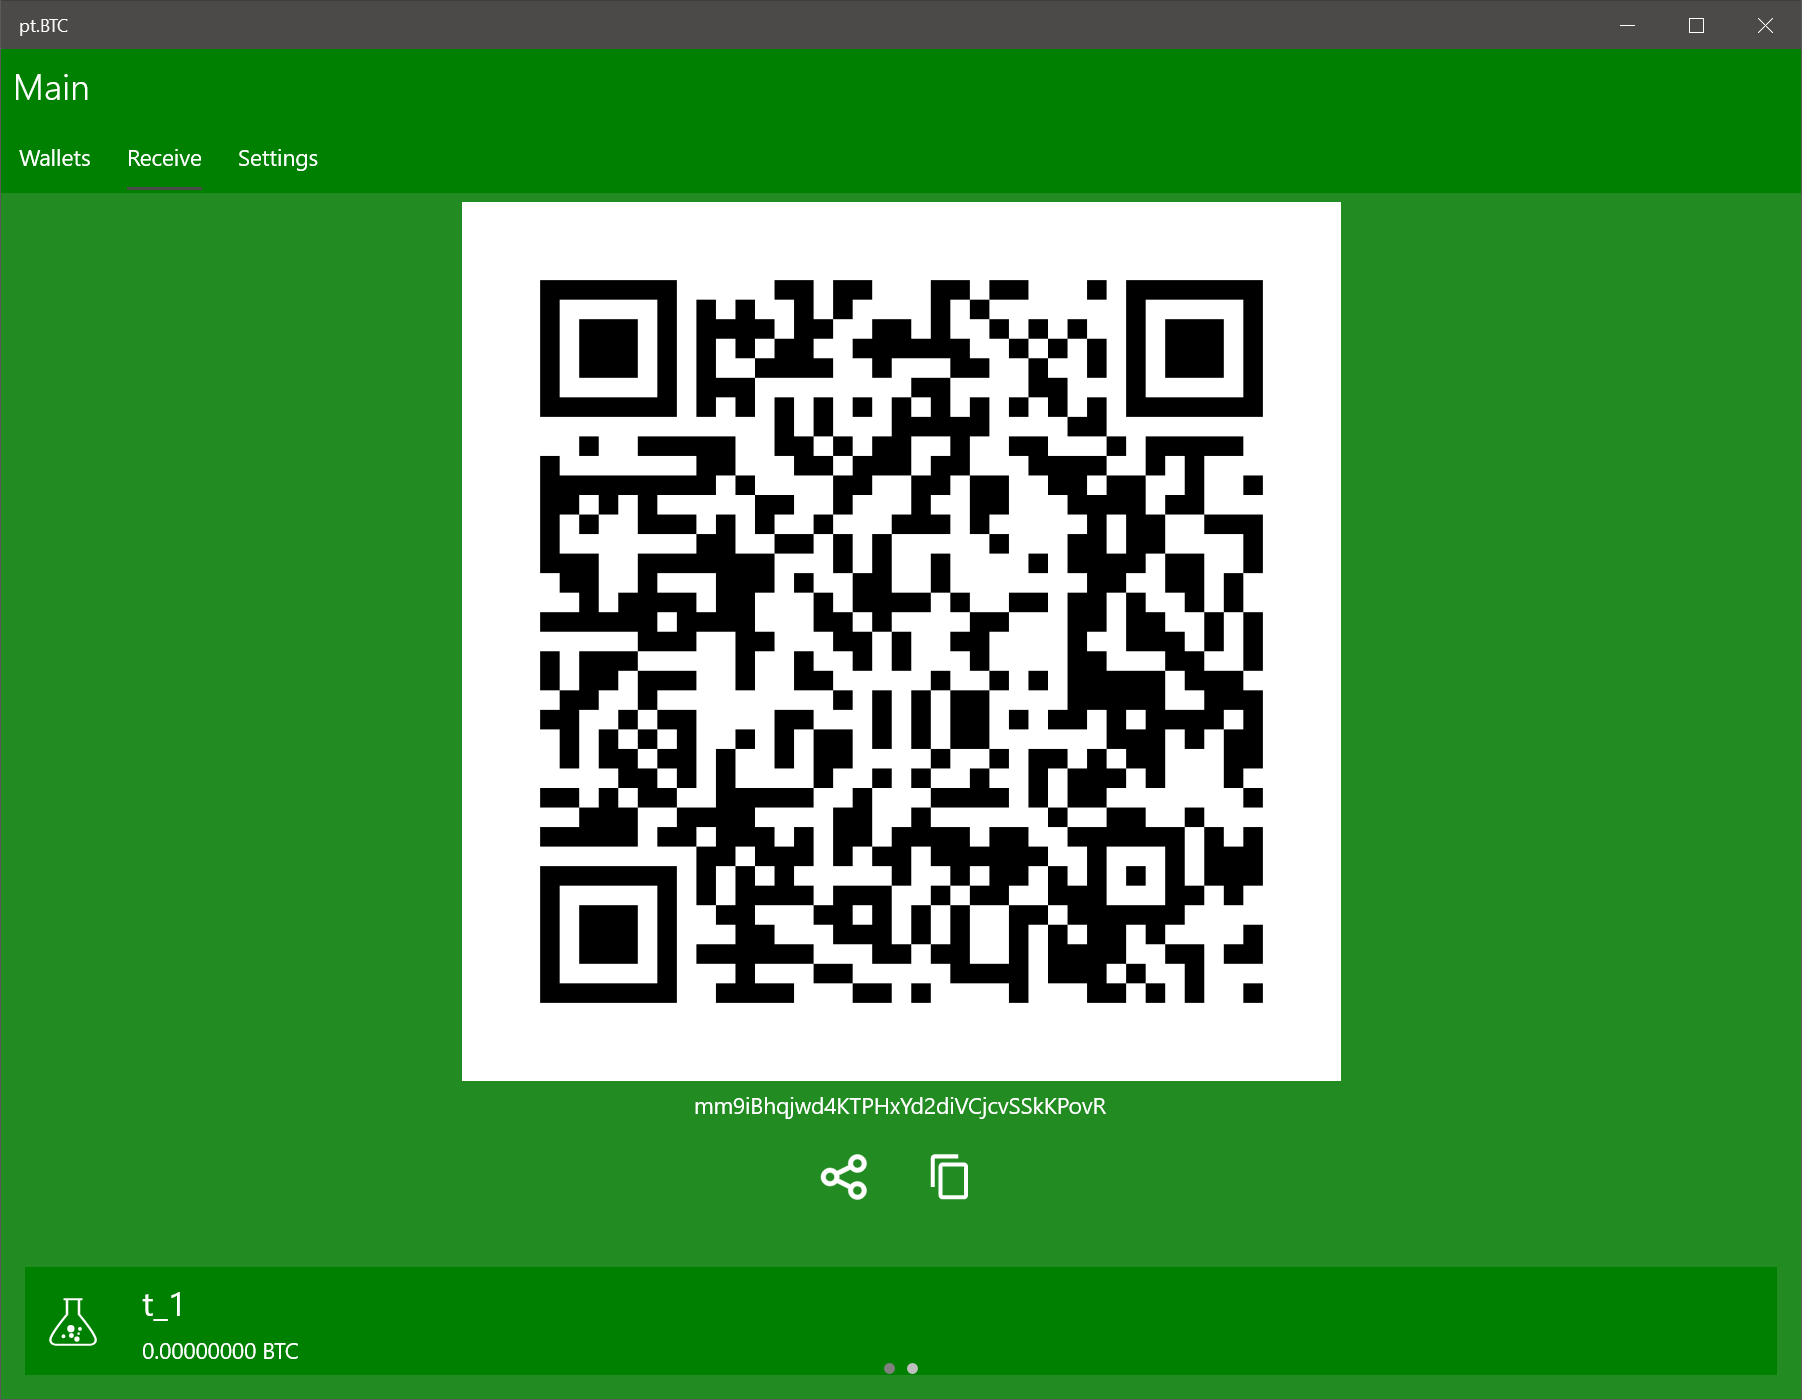 pt.BTC
Main
Wallets Receive Settings
mm9iBhqjwd4KTPHxYd2diVCjcvSSkKPovR
t_1
0.00000000 BTC